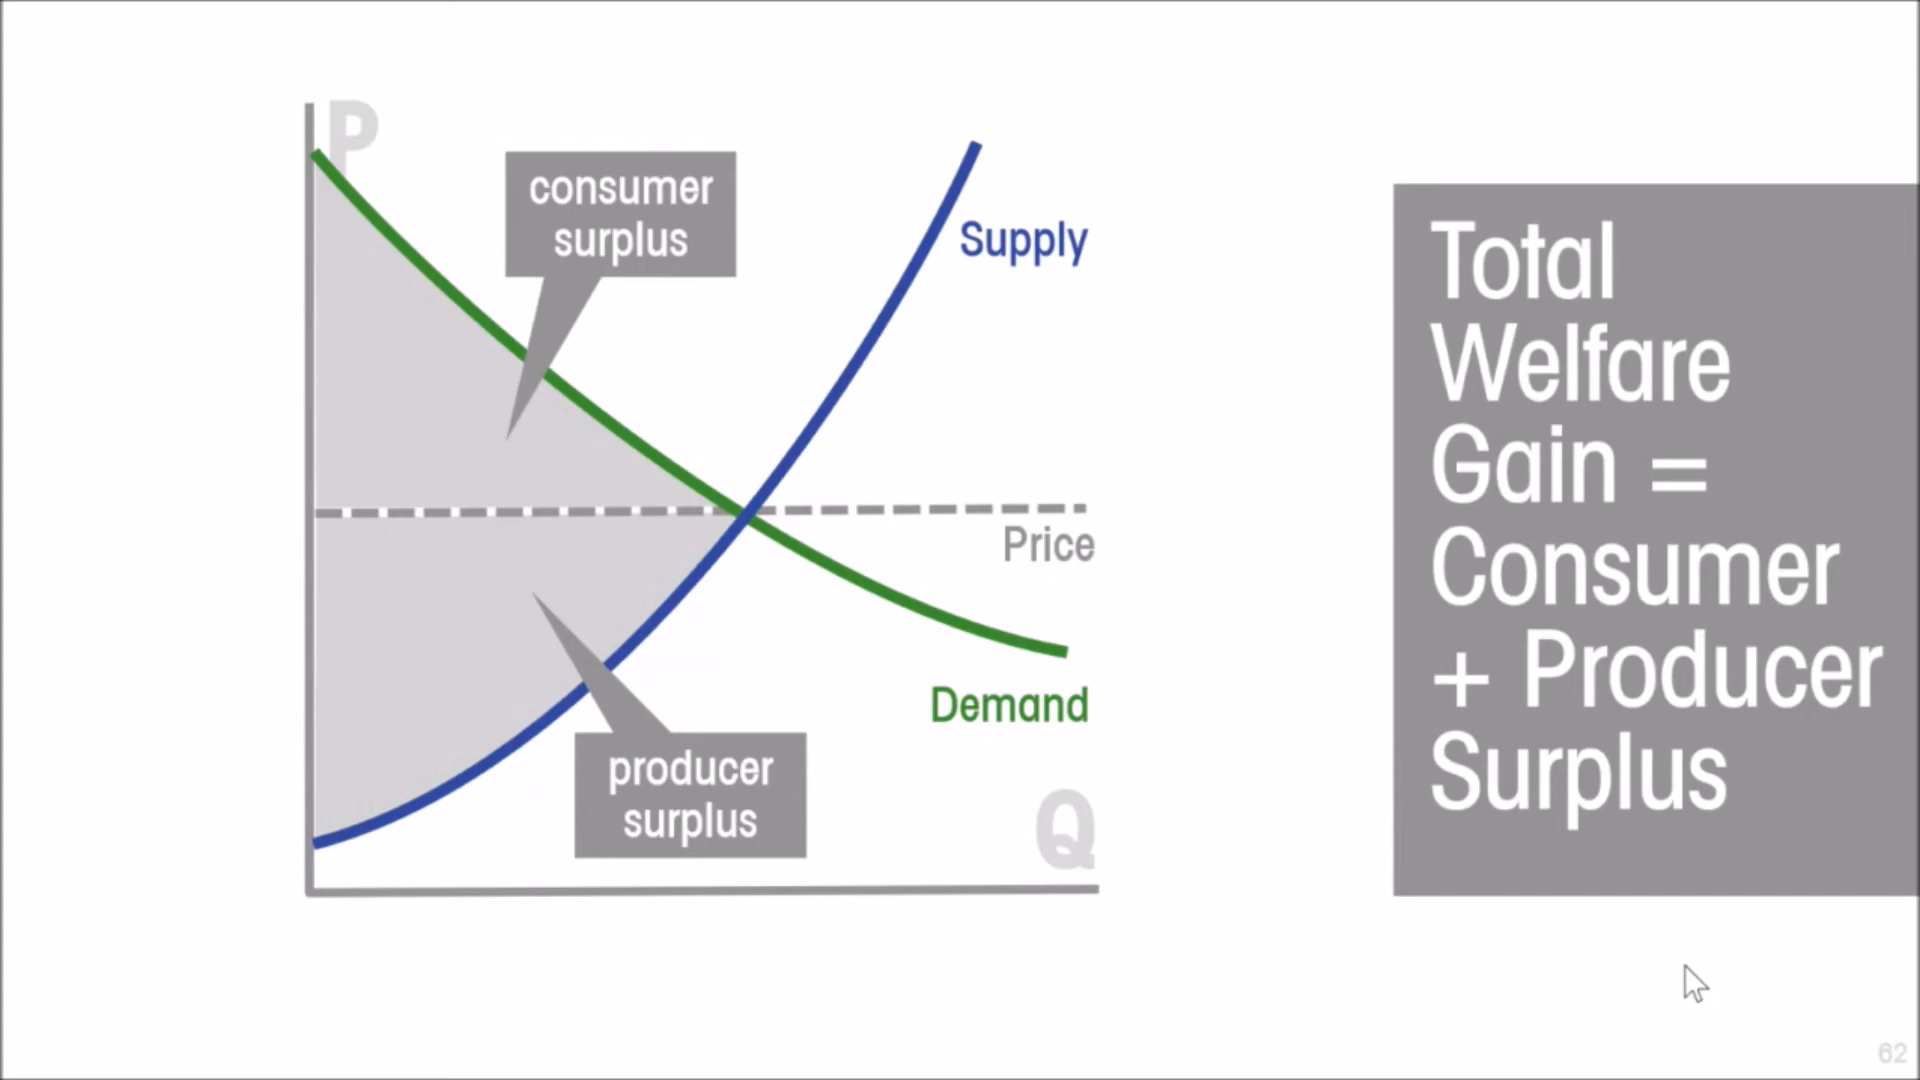 P
consumer
surplus
Supply
Price
Demand
producer
surplus
Q
Total
Welfare
Gain =
Consumer
+ Producer
Surplus
62